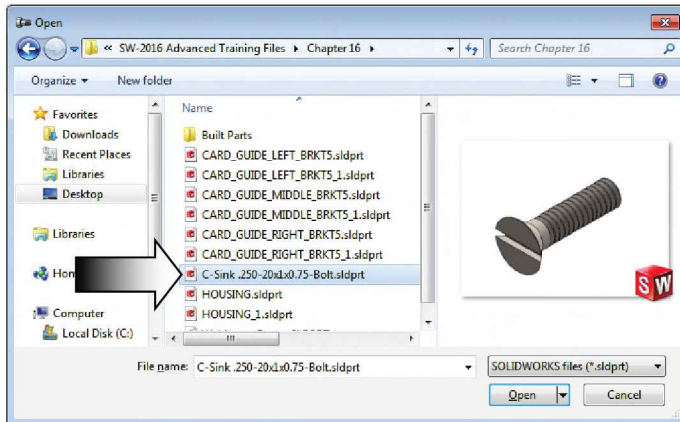 Open
« SW-2016 Advanced Training Files Chapter 16
Search Chapter 16
Organize New folder
Favorites
Downloads
Recent Places
Libraries
Desktop
Libraries
Computer
Local Disk (C:)
Name
Built Parts
CARD_GUIDE_LEFT_BRKT5.sldprt
CARD_GUIDE_LEFT_BRKT5_1.sldprt
CARD_GUIDE_MIDDLE_BRKT5.sldprt
CARD_GUIDE_MIDDLE_BRKT5_1.sldprt
CARD_GUIDE_RIGHT_BRKT5.sldprt
CARD_GUIDE_RIGHT_BRKT5_1.sldprt
C-Sink .250-20x1x0.75-Bolt.sldprt
HOUSING.sldprt
HOUSING_1.sldprt
SW
File name: C-Sink .250-20x1x0.75-Bolt.sldprt
SOLIDWORKS files (*.sldprt)
Open Cancel